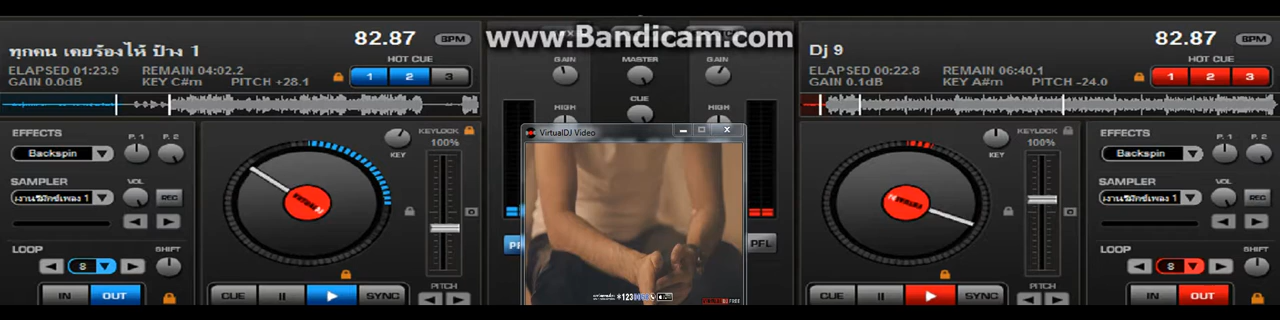 ทุกคน เคยร้องไห้ ป้าง 1
82.87 BPM
ELAPSED 01:23.9 REMAIN 04:02.2
GAIN 0.0dB KEY C#m PITCH +28.1
HOT CUE
1 2 3
EFFECTS
P. 1 P. 2
Backspin
SAMPLER
VOL
REC
LOOP
SHIFT
8
IN OUT
KEY
KEYLOCK
100%
PITCH
CUE SYNC
www.Bandicam.com
GAIN MASTER GAIN
HIGH CUE HIGH
VirtualDJ Video
PFL
Dj 9
82.87 BPM
ELAPSED 00:22.8 REMAIN 06:40.1
GAIN 0.1dB KEY A#m PITCH -24.0
HOT CUE
1 2 3
KEY
KEYLOCK
100%
PITCH
CUE SYNC
EFFECTS
P. 1 P. 2
Backspin
SAMPLER
VOL
REC
LOOP
SHIFT
8
IN OUT